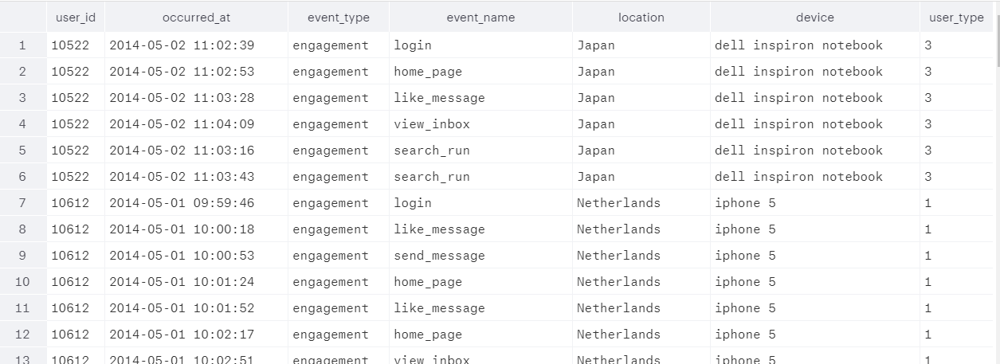 user_id occurred_at event_type event_name location device user_type
1 10522 2014-05-02 11:02:39 engagement login Japan dell inspiron notebook 3
2 10522 2014-05-02 11:02:53 engagement home_page Japan dell inspiron notebook 3
3 10522 2014-05-02 11:03:28 engagement like_message Japan dell inspiron notebook 3
4 10522 2014-05-02 11:04:09 engagement view_inbox Japan dell inspiron notebook 3
5 10522 2014-05-02 11:03:16 engagement search_run Japan dell inspiron notebook 3
6 10522 2014-05-02 11:03:43 engagement search_run Japan dell inspiron notebook 3
7 10612 2014-05-01 09:59:46 engagement login Netherlands iphone 5 1
8 10612 2014-05-01 10:00:18 engagement like_message Netherlands iphone 5 1
9 10612 2014-05-01 10:00:53 engagement send_message Netherlands iphone 5 1
10 10612 2014-05-01 10:01:24 engagement home_page Netherlands iphone 5 1
11 10612 2014-05-01 10:01:52 engagement like_message Netherlands iphone 5 1
12 10612 2014-05-01 10:02:17 engagement home_page Netherlands iphone 5 1
13 10612 2014-05-01 10:02:51 engagement view_inbox Netherlands iphone 5 1